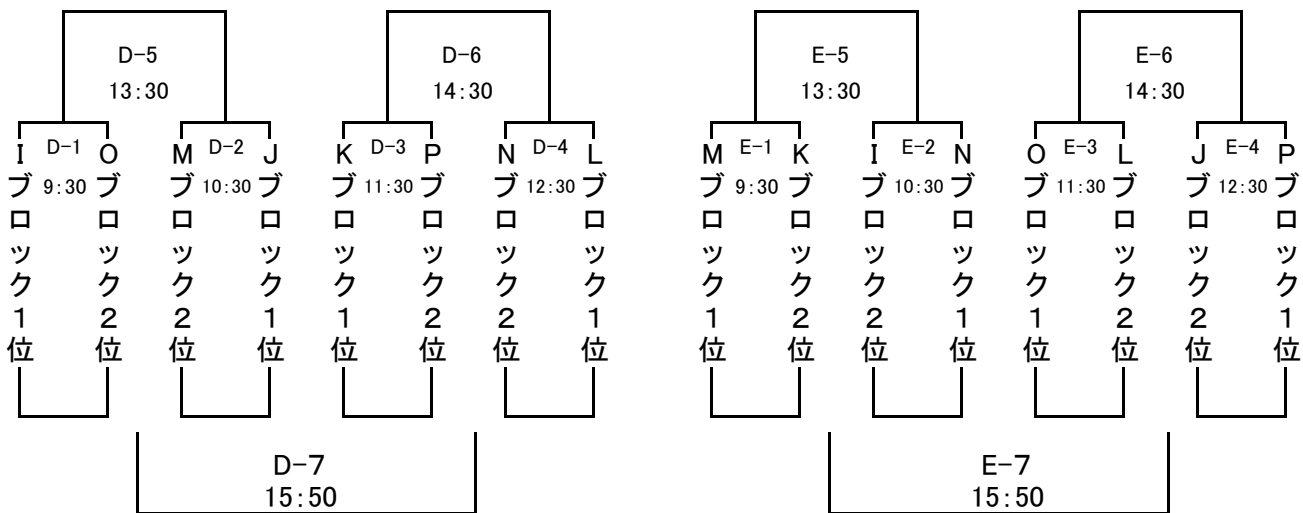 D-5
13:30
D-6
14:30
E-5
13:30
E-6
14:30
D-1
9:30
D-2
10:30
D-3
11:30
D-4
12:30
E-1
9:30
E-2
10:30
E-3
11:30
E-4
12:30
Iブロック1位
Oブロック2位
Mブロック2位
Jブロック1位
Kブロック1位
Pブロック2位
Nブロック2位
Lブロック1位
Mブロック1位
Kブロック2位
Iブロック2位
Nブロック1位
Oブロック1位
Lブロック2位
Jブロック2位
Pブロック1位
D-7
15:50
E-7
15:50